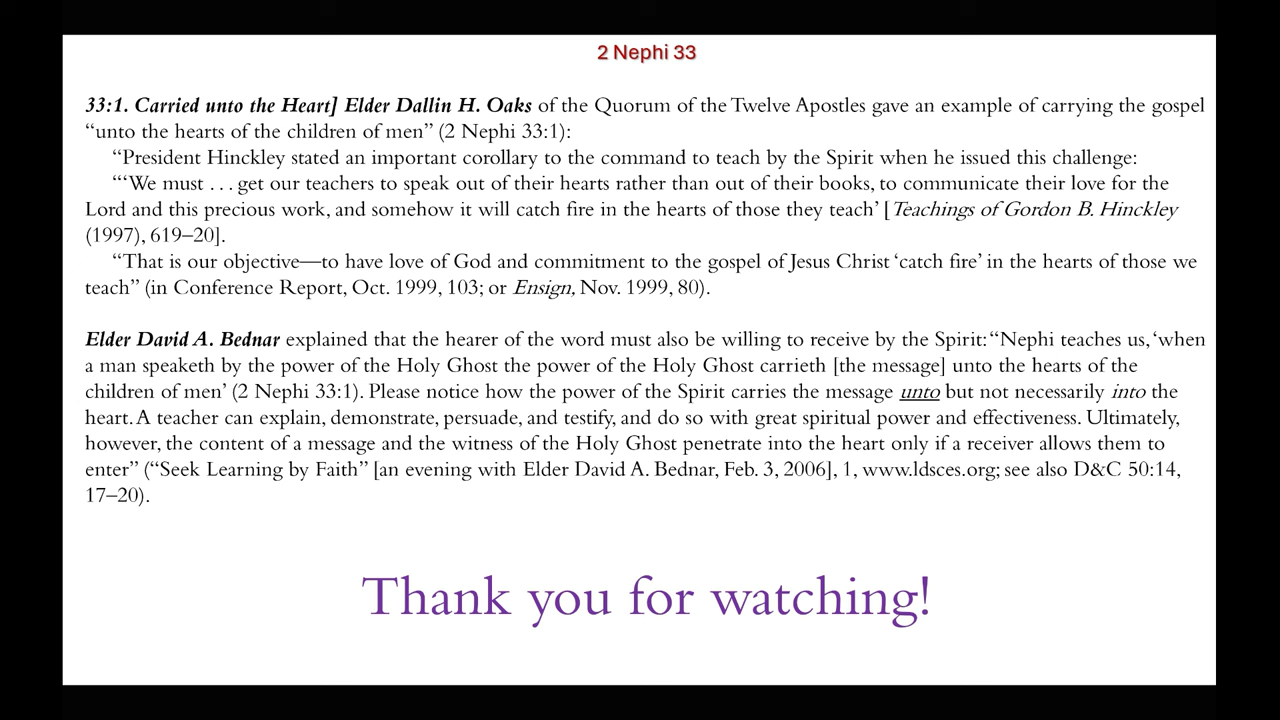 2 Nephi 33
33:1. Carried unto the Heart] Elder Dallin H. Oaks of the Quorum of the Twelve Apostles gave an example of carrying the gospel
“unto the hearts of the children of men” (2 Nephi 33:1):
“President Hinckley stated an important corollary to the command to teach by the Spirit when he issued this challenge:
“‘We must . . . get our teachers to speak out of their hearts rather than out of their books, to communicate their love for the
Lord and this precious work, and somehow it will catch fire in the hearts of those they teach’ [Teachings of Gordon B. Hinckley
(1997), 619–20].
“That is our objective—to have love of God and commitment to the gospel of Jesus Christ ‘catch fire’ in the hearts of those we
teach” (in Conference Report, Oct. 1999, 103; or Ensign, Nov. 1999, 80).
Elder David A. Bednar explained that the hearer of the word must also be willing to receive by the Spirit: “Nephi teaches us, ‘when
a man speaketh by the power of the Holy Ghost the power of the Holy Ghost carrieth [the message] unto the hearts of the
children of men’ (2 Nephi 33:1). Please notice how the power of the Spirit carries the message unto but not necessarily into the
heart. A teacher can explain, demonstrate, persuade, and testify, and do so with great spiritual power and effectiveness. Ultimately,
however, the content of a message and the witness of the Holy Ghost penetrate into the heart only if a receiver allows them to
enter” (“Seek Learning by Faith” [an evening with Elder David A. Bednar, Feb. 3, 2006], 1, www.ldsces.org; see also D&C 50:14,
17–20).
Thank you for watching!